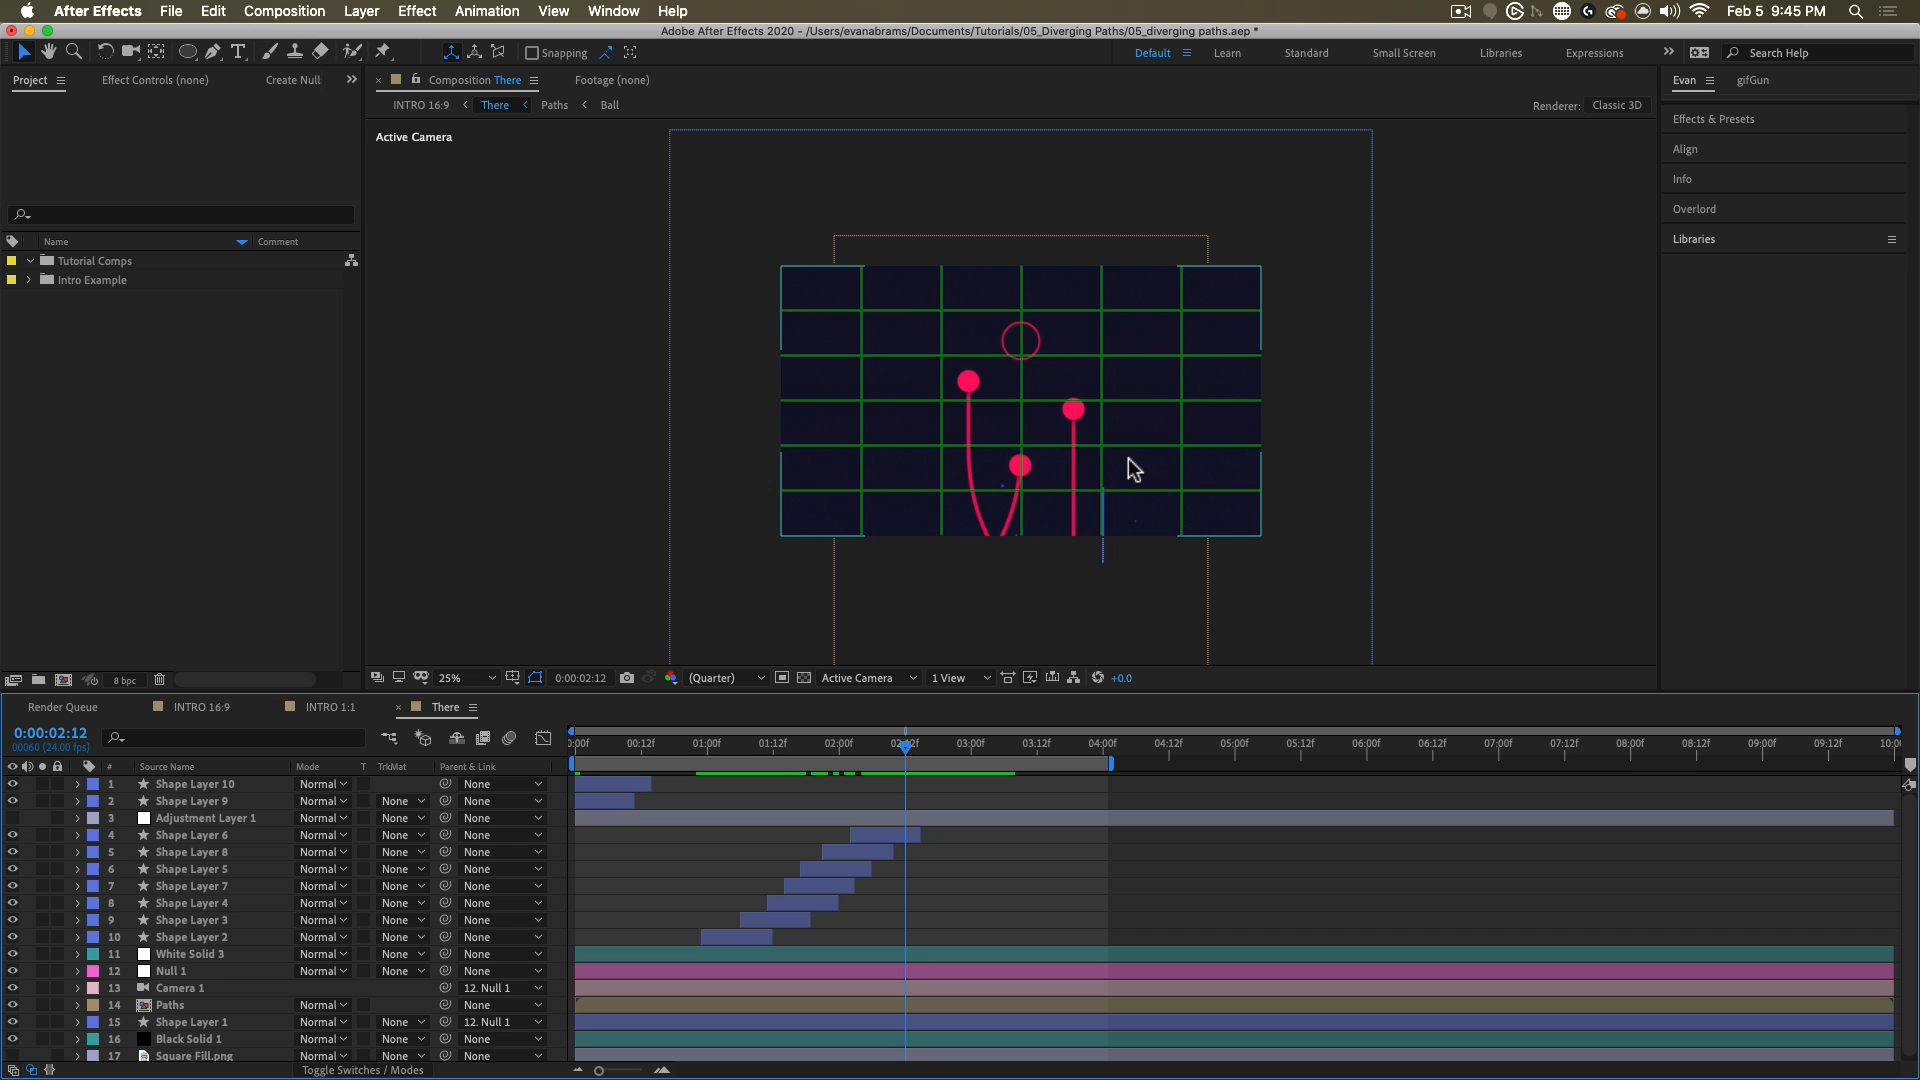 After Effects File Edit Composition Layer Effect Animation View Window Help Feb 5 9:45 PM
Adobe After Effects 2020 - /Users/evanabrams/Documents/Tutorials/05_Diverging Paths/05_diverging paths.aep *
Snapping Default Learn Standard Small Screen Libraries Expressions Search Help
Project Effect Controls (none) Create Null Composition There Footage (none) Evan gifGun
INTRO 16:9 There Paths Ball Renderer: Classic 3D
Active Camera
Effects & Presets
Align
Info
Overlord
Libraries
Name Comment
Tutorial Comps
Intro Example
8 bpc 25% 0:00:02:12 (Quarter) Active Camera 1 View +0.0
Render Queue INTRO 16:9 INTRO 1:1 There
0:00:02:12
00060 (24.00 fps)
00:12f 01:00f 01:12f 02:00f 02:12f 03:00f 03:12f 04:00f 04:12f 05:00f 05:12f 06:00f 06:12f 07:00f 07:12f 08:00f 08:12f 09:00f 09:12f
# Source Name Mode T TrkMat Parent & Link
1 Shape Layer 10 Normal None
2 Shape Layer 9 Normal None None
3 Adjustment Layer 1 Normal None None
4 Shape Layer 6 Normal None None
5 Shape Layer 8 Normal None None
6 Shape Layer 5 Normal None None
7 Shape Layer 7 Normal None None
8 Shape Layer 4 Normal None None
9 Shape Layer 3 Normal None None
10 Shape Layer 2 Normal None None
11 White Solid 3 Normal None None
12 Null 1 Normal None None
13 Camera 1 12. Null 1
14 Paths Normal None
15 Shape Layer 1 Normal None 12. Null 1
16 Black Solid 1 Normal None None
17 Square Fill.png Normal None None
Toggle Switches / Modes